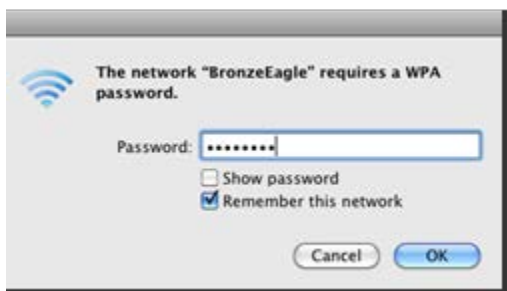 The network “BronzeEagle” requires a WPA
password.
Password: ••••••••
Show password
Remember this network
Cancel OK